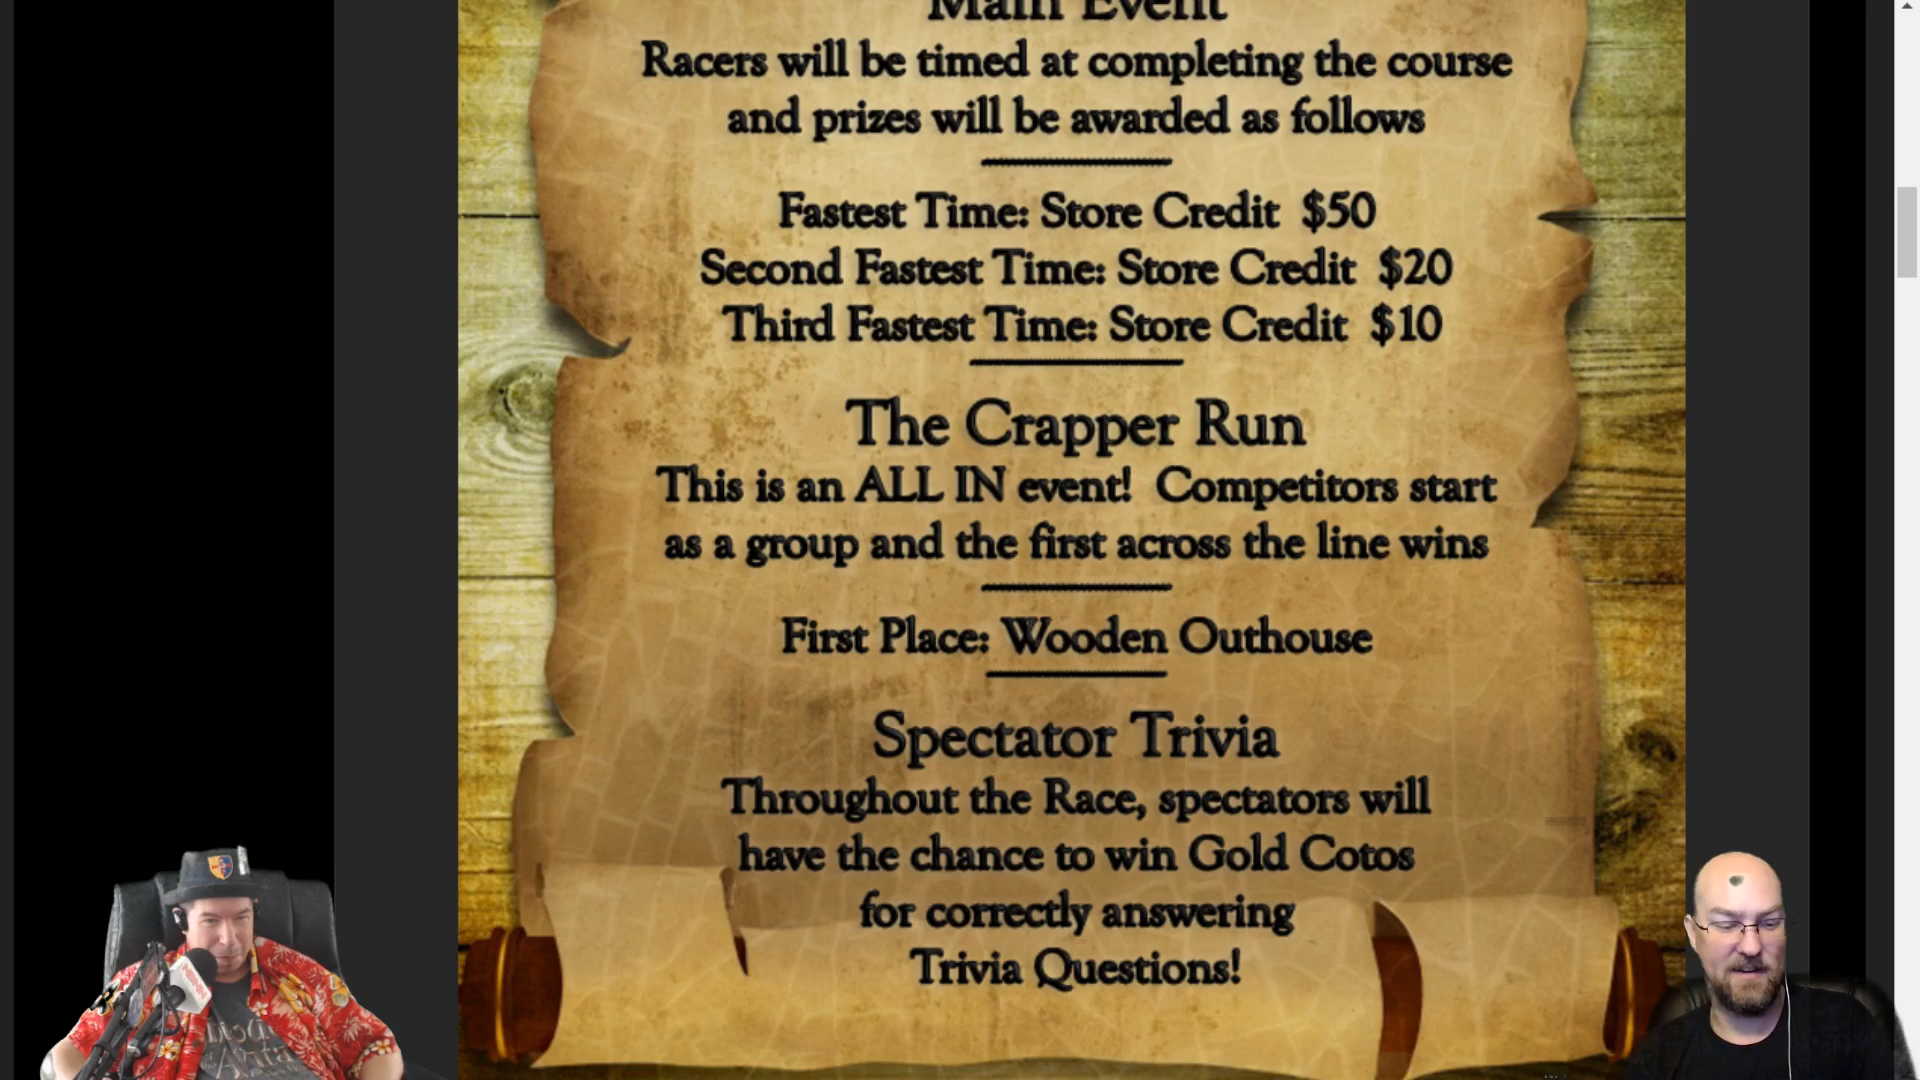 Main Event
Racers will be timed at completing the course
and prizes will be awarded as follows
Fastest Time: Store Credit $50
Second Fastest Time: Store Credit $20
Third Fastest Time: Store Credit $10
The Crapper Run
This is an ALL IN event! Competitors start
as a group and the first across the line wins
First Place: Wooden Outhouse
Spectator Trivia
Throughout the Race, spectators will
have the chance to win Gold Cotos
for correctly answering
Trivia Questions!